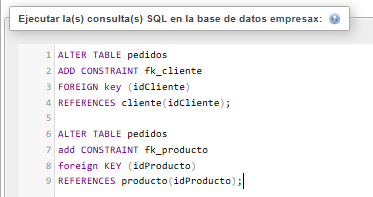 Ejecutar la(s) consulta(s) SQL en la base de datos empresax:
1 ALTER TABLE pedidos
2 ADD CONSTRAINT fk_cliente
3 FOREIGN key (idCliente)
4 REFERENCES cliente(idCliente);
5
6 ALTER TABLE pedidos
7 add CONSTRAINT fk_producto
8 foreign KEY (idProducto)
9 REFERENCES producto(idProducto);